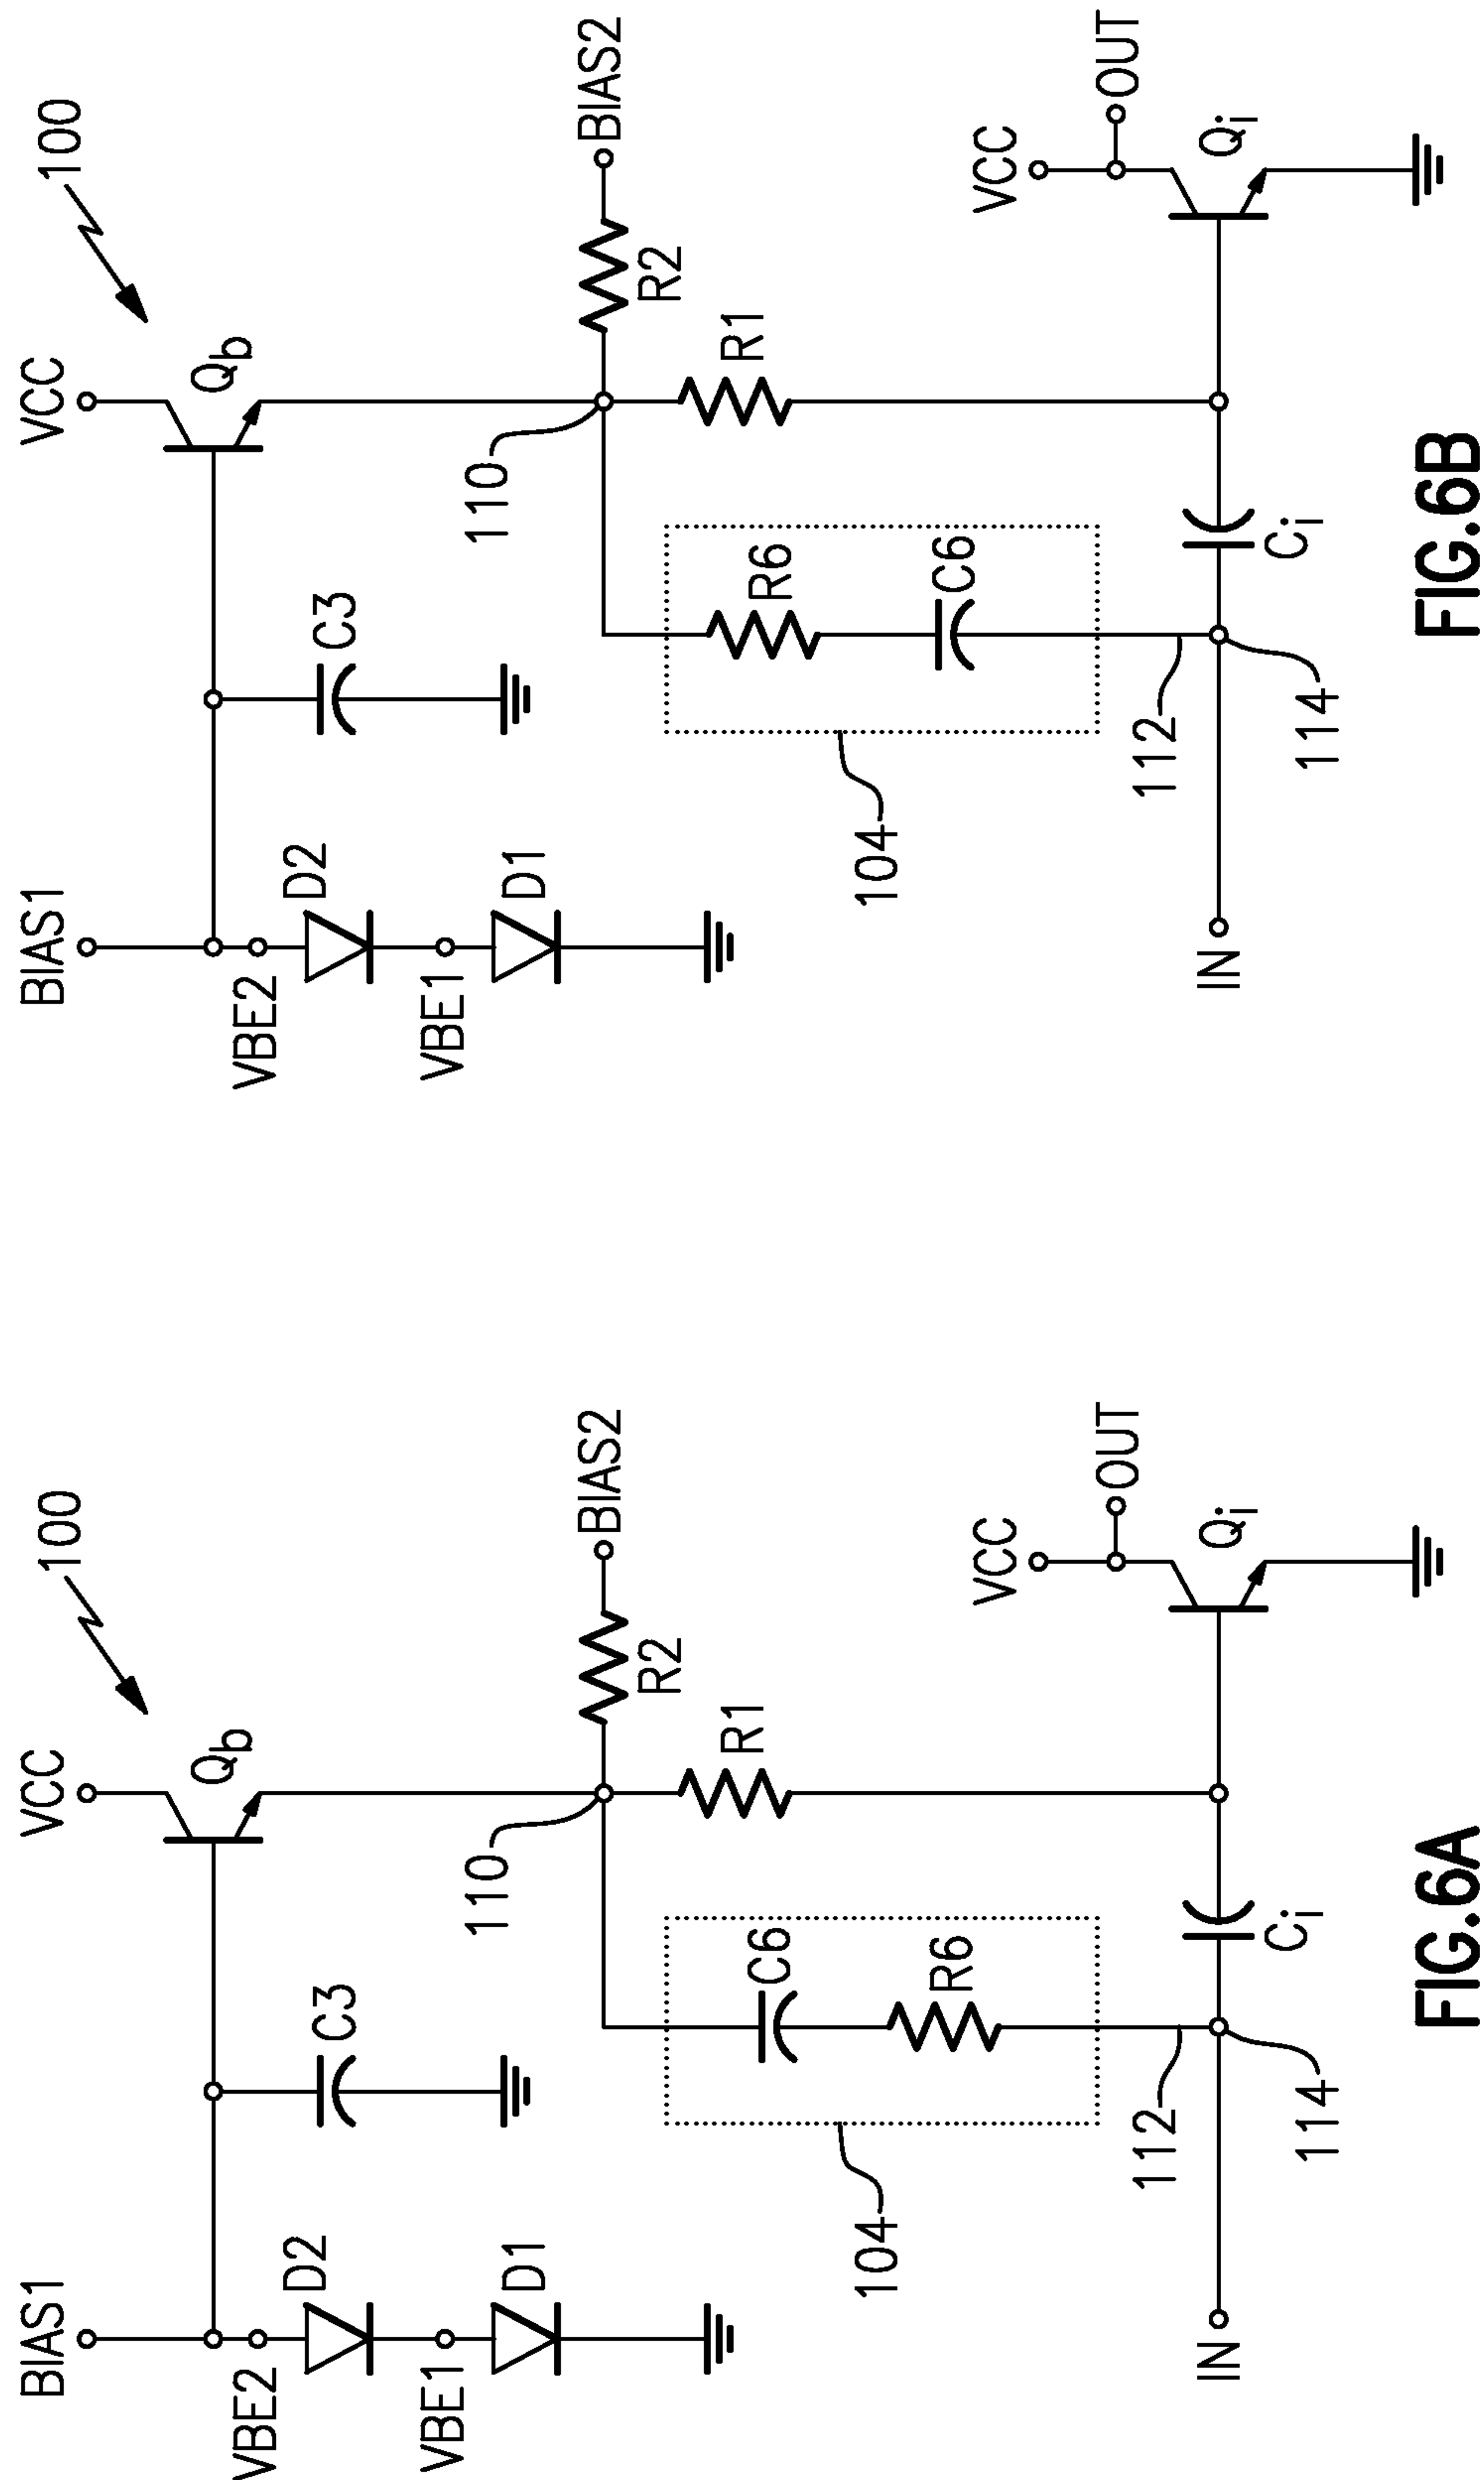 100
BIAS1
VCC
VBE2
D2
C3
Qb
VBE1
D1
110
BIAS2
R2
C6
R1
104
R6
VCC
OUT
112
IN
Ci
Qi
114
FIG.6A
100
BIAS1
VCC
VBE2
D2
C3
Qb
VBE1
D1
110
BIAS2
R2
R6
R1
104
C6
VCC
OUT
112
IN
Ci
Qi
114
FIG.6B